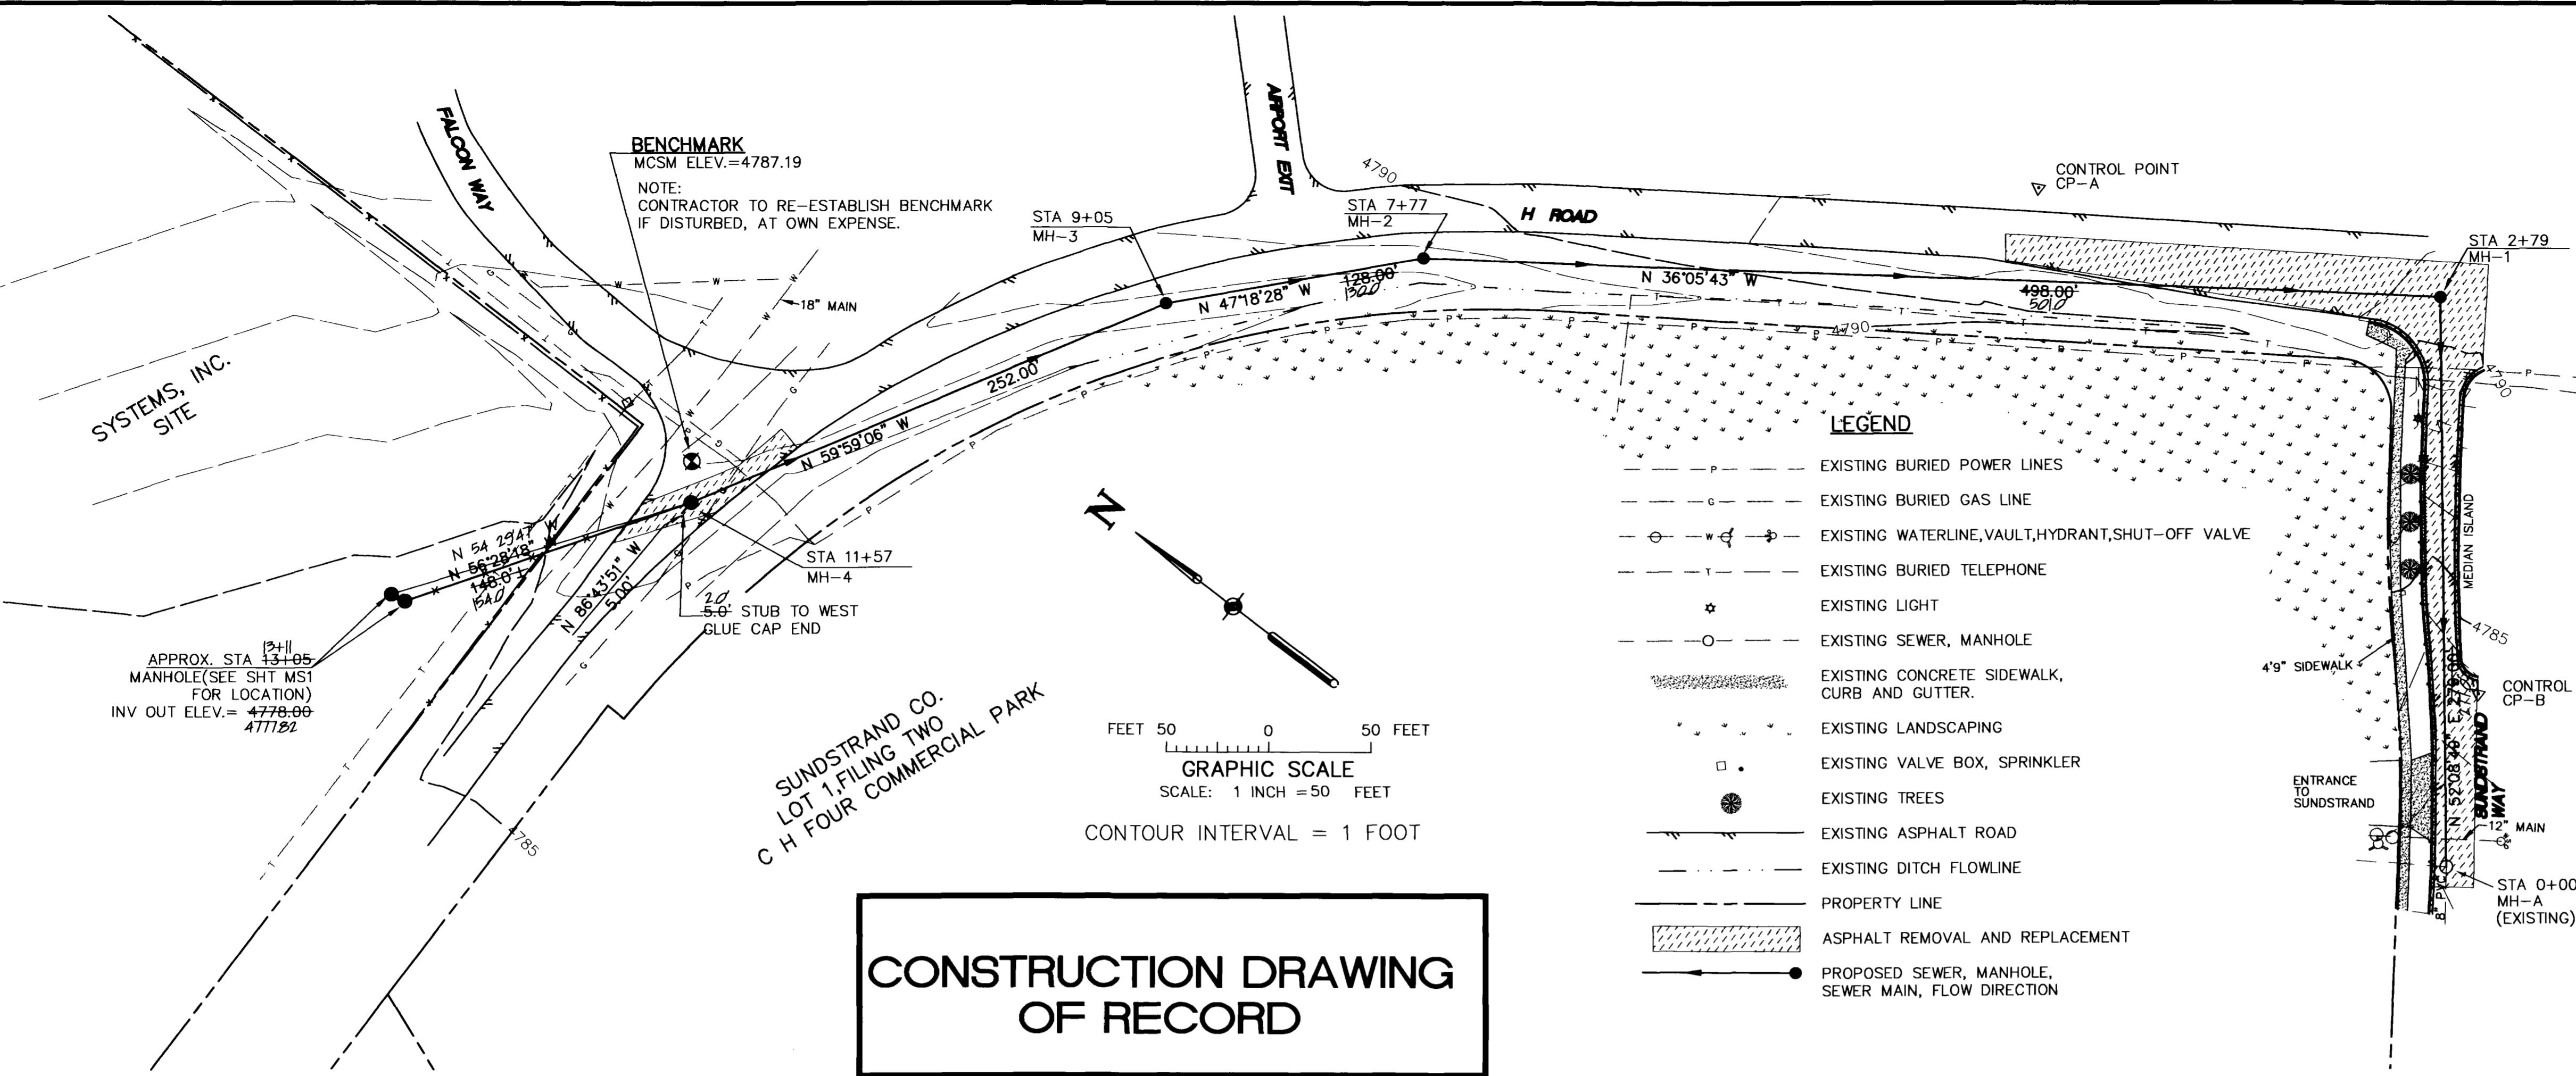 FALCON WAY
BENCHMARK
MCSM ELEV.=4787.19
NOTE:
CONTRACTOR TO RE-ESTABLISH BENCHMARK
IF DISTURBED, AT OWN EXPENSE.
18" MAIN
STA 9+05
MH-3
AIRPORT EXIT
4790
STA 7+77
MH-2
H ROAD
CONTROL POINT
CP-A
STA 2+79
MH-1
N 47°18'28" W
128.00'
130.0
N 36°05'43" W
498.00'
501.0
4790
4790
252.00'
N 59°59'06" W
SYSTEMS, INC.
SITE
N 54 29 47 W
N 56°28'18" W
148.0'±
154.0
N 86°43'51" W
5.00'
STA 11+57
MH-4
2.0
5.0' STUB TO WEST
GLUE CAP END
13+11
APPROX. STA 13+05
MANHOLE(SEE SHT MS1
FOR LOCATION)
INV OUT ELEV.= 4778.00
4777.82
4785
SUNDSTRAND CO.
LOT 1,FILING TWO
C H FOUR COMMERCIAL PARK
N
FEET 50 0 50 FEET
GRAPHIC SCALE
SCALE: 1 INCH =50 FEET
CONTOUR INTERVAL = 1 FOOT
CONSTRUCTION DRAWING
OF RECORD
LEGEND
P EXISTING BURIED POWER LINES
G EXISTING BURIED GAS LINE
W EXISTING WATERLINE,VAULT,HYDRANT,SHUT-OFF VALVE
T EXISTING BURIED TELEPHONE
EXISTING LIGHT
EXISTING SEWER, MANHOLE
EXISTING CONCRETE SIDEWALK,
CURB AND GUTTER.
EXISTING LANDSCAPING
EXISTING VALVE BOX, SPRINKLER
EXISTING TREES
EXISTING ASPHALT ROAD
EXISTING DITCH FLOWLINE
PROPERTY LINE
ASPHALT REMOVAL AND REPLACEMENT
PROPOSED SEWER, MANHOLE,
SEWER MAIN, FLOW DIRECTION
MEDIAN ISLAND
4785
4'9" SIDEWALK
CONTROL
CP-B
N 52°08'49" E 279.00'
SUNDSTRAND
WAY
ENTRANCE
TO
SUNDSTRAND
12" MAIN
8" PVC
STA 0+00
MH-A
(EXISTING)